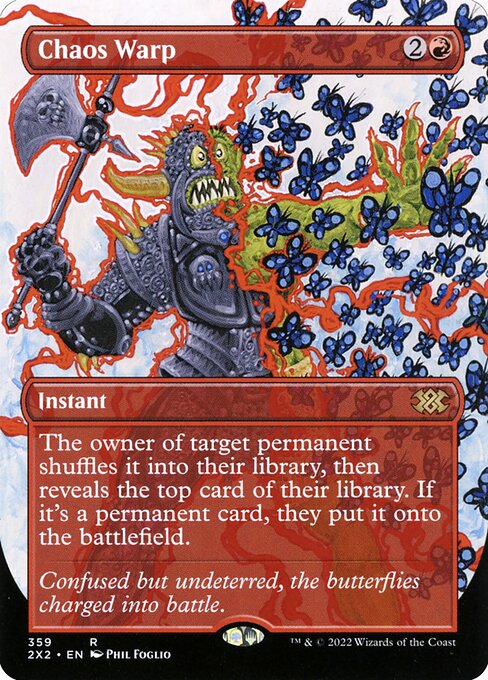 Chaos Warp 2
Instant
The owner of target permanent
shuffles it into their library, then
reveals the top card of their library. If
it's a permanent card, they put it onto
the battlefield.
Confused but undeterred, the butterflies
charged into battle.
359 R
2X2 • EN Phil Foglio
™ & © 2022 Wizards of the Coast